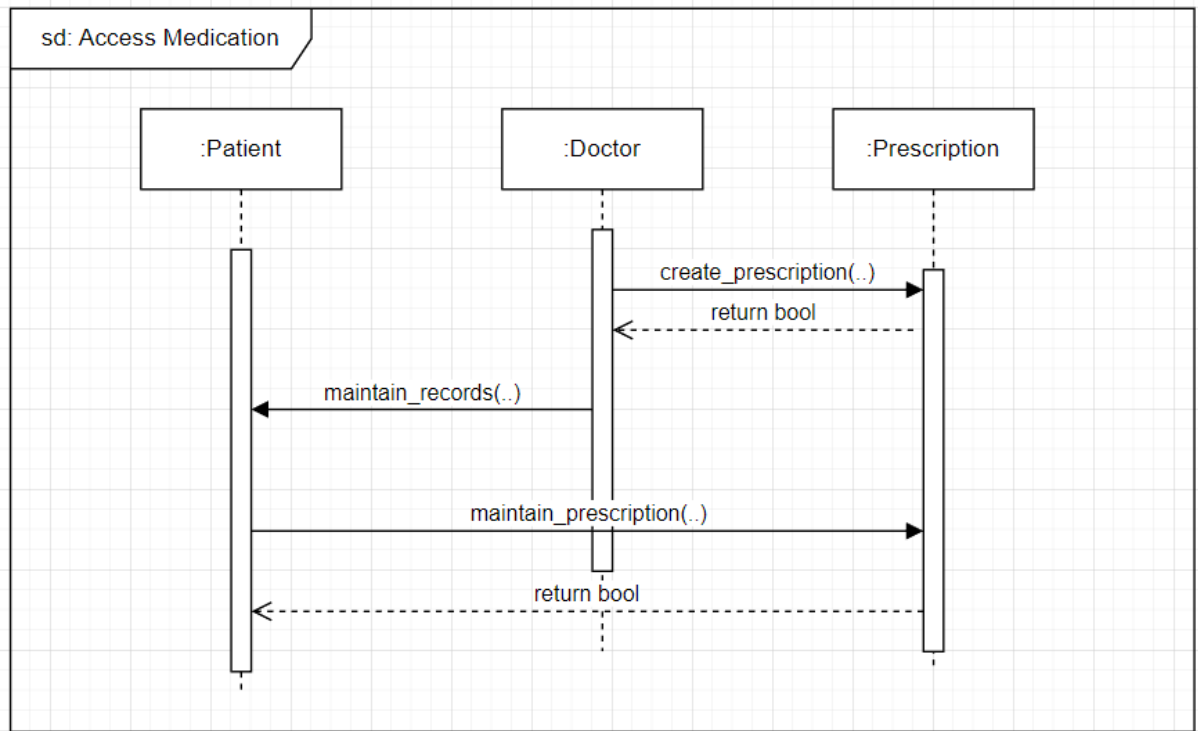 sd: Access Medication
:Patient
:Doctor
:Prescription
create_prescription(..)
return bool
maintain_records(..)
maintain_prescription(..)
return bool